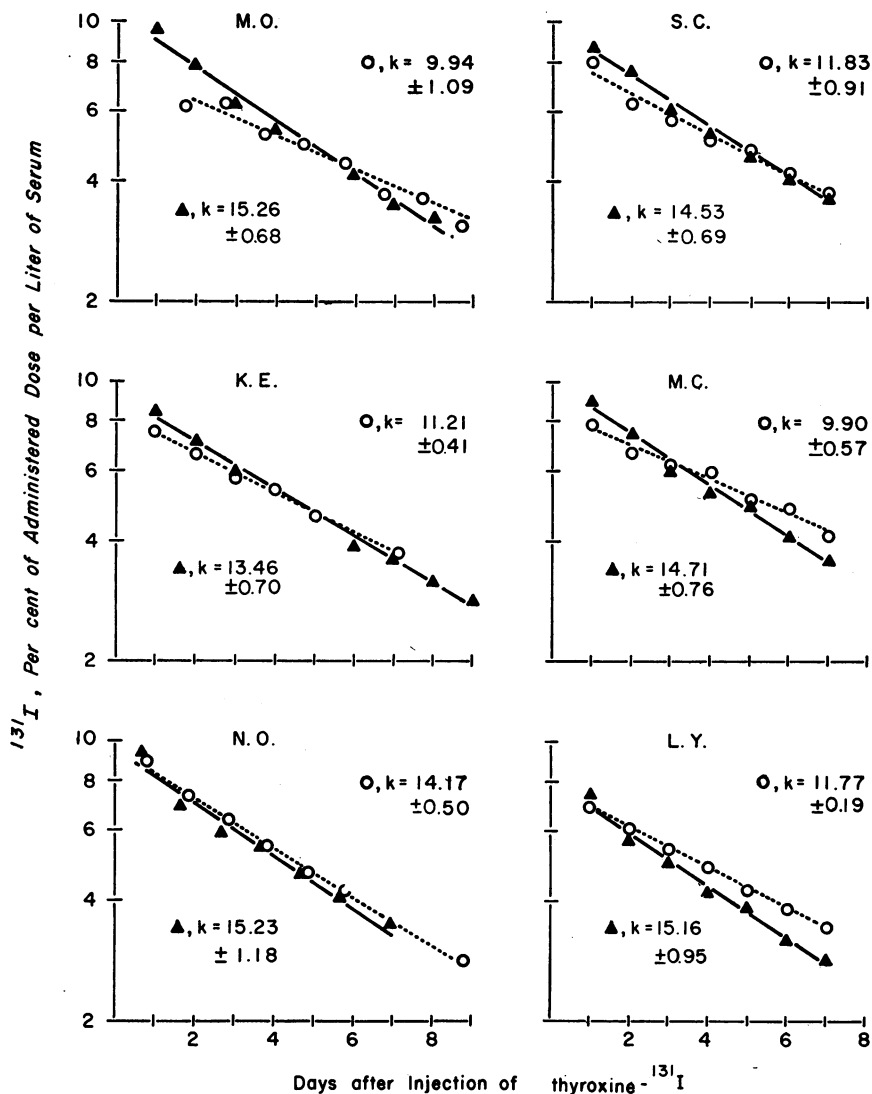 ¹³¹I, Per cent of Administered Dose per Liter of Serum
M.O.
10
8
6
4
2
O, k = 9.94
±1.09
▲, k = 15.26
±0.68
S.C.
O, k = 11.83
±0.91
▲, k = 14.53
±0.69
K.E.
10
8
6
4
2
O, k = 11.21
±0.41
▲, k = 13.46
±0.70
M.C.
O, k = 9.90
±0.57
▲, k = 14.71
±0.76
N.O.
10
8
6
4
2
O, k = 14.17
±0.50
▲, k = 15.23
± 1.18
2 4 6 8
L.Y.
O, k = 11.77
±0.19
▲, k = 15.16
±0.95
2 4 6 8
Days after Injection of thyroxine-¹³¹I